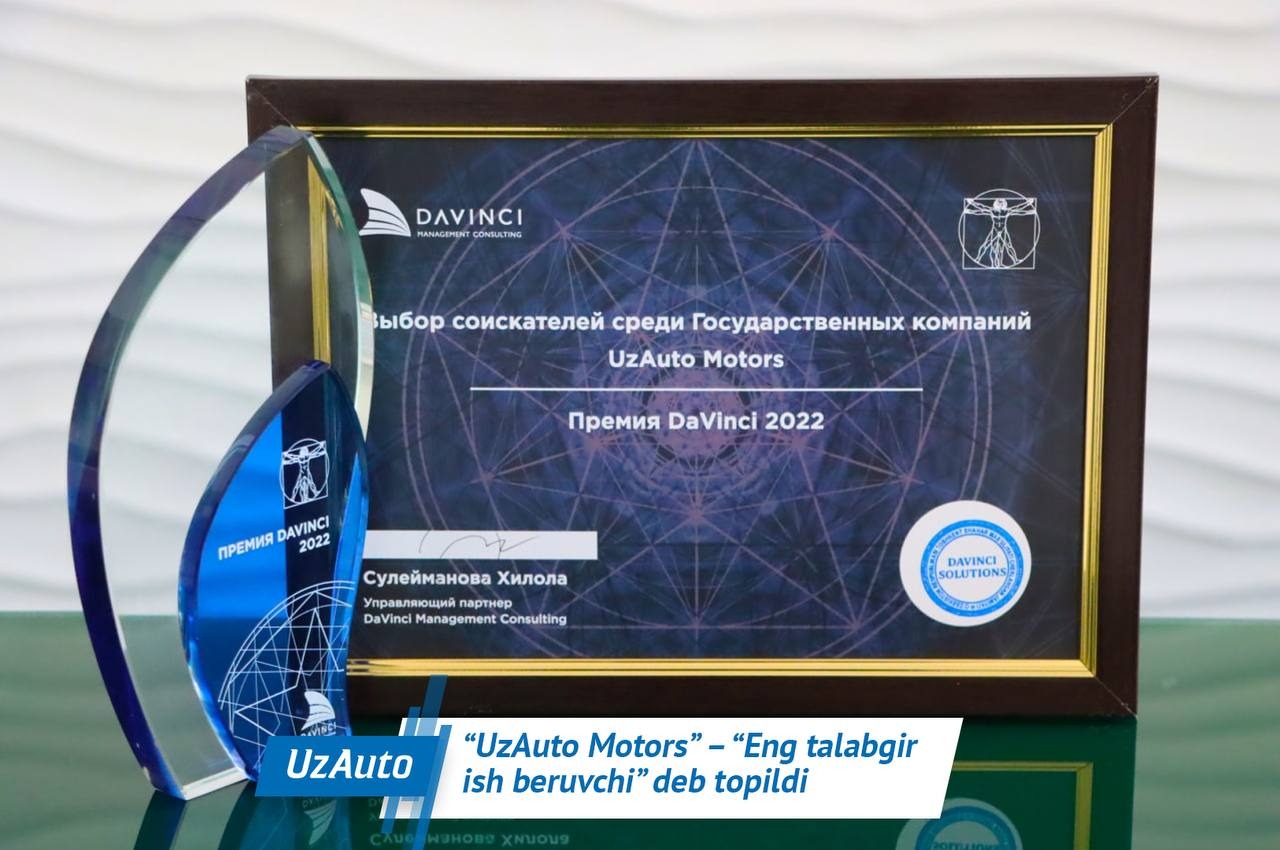 DAVINCI
MANAGEMENT CONSULTING
Выбор соискателей среди Государственных компаний
UzAuto Motors
Премия DaVinci 2022
ПРЕМИЯ DAVINCI
2022
DAVINCI
Сулейманова Хилола
Управляющий партнер
DaVinci Management Consulting
DAVINCI
SOLUTIONS
UzAuto
“UzAuto Motors” – “Eng talabgir
ish beruvchi” deb topildi